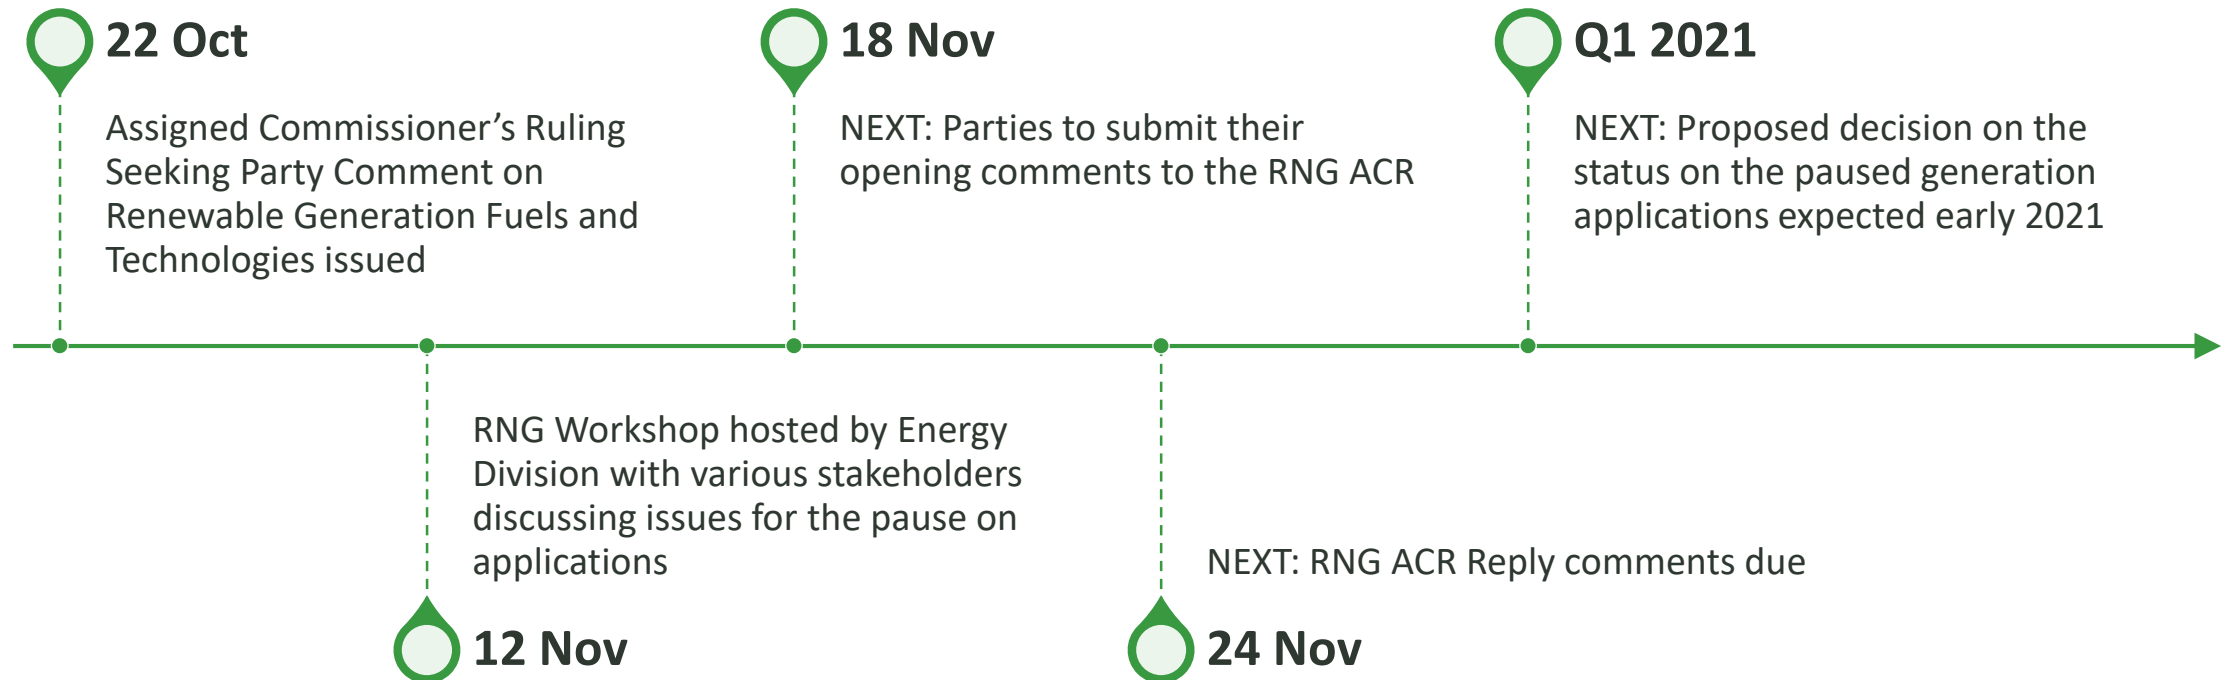 22 Oct
Assigned Commissioner’s Ruling
Seeking Party Comment on
Renewable Generation Fuels and
Technologies issued
RNG Workshop hosted by Energy
Division with various stakeholders
discussing issues for the pause on
applications
12 Nov
18 Nov
NEXT: Parties to submit their
opening comments to the RNG ACR
NEXT: RNG ACR Reply comments due
24 Nov
Q1 2021
NEXT: Proposed decision on the
status on the paused generation
applications expected early 2021